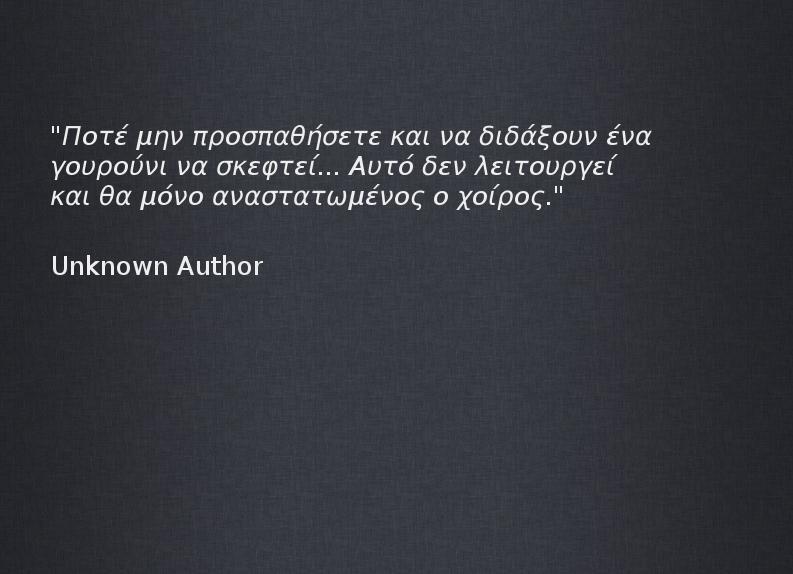 "Ποτέ μην προσπαθήσετε και να διδάξουν ένα
γουρούνι να σκεφτεί... Αυτό δεν λειτουργεί
και θα μόνο αναστατωμένος ο χοίρος."
Unknown Author